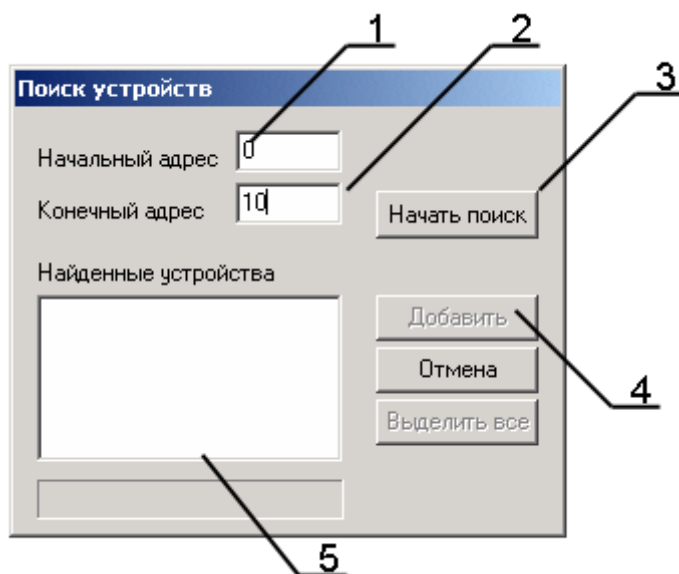 1
2
3
Поиск устройств
Начальный адрес 0
Конечный адрес 10
Начать поиск
Найденные устройства
Добавить
Отмена
4
Выделить все
5